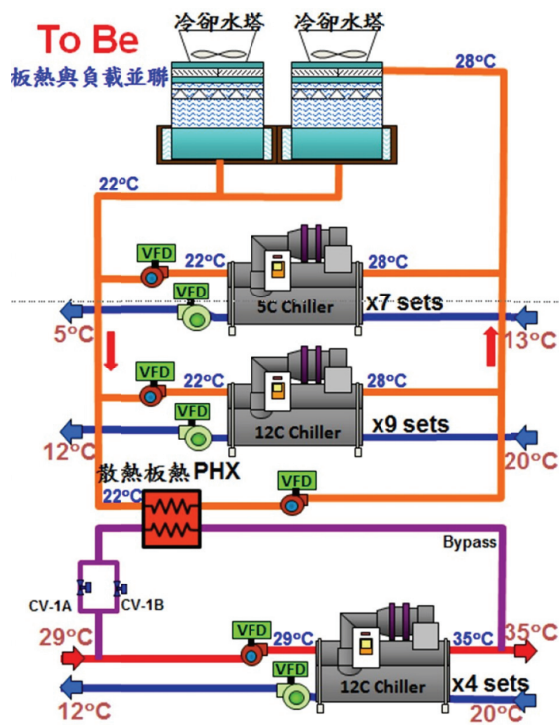 To Be
板熱與負載並聯
冷卻水塔 冷卻水塔
28°C
22°C
VFD 22°C 28°C
VFD
5C Chiller x7 sets
5°C 13°C
VFD 22°C 28°C
VFD
12C Chiller x9 sets
12°C 20°C
散熱板熱PHX
22°C VFD
Bypass
CV-1A CV-1B
29°C VFD 29°C 35°C 35°C
VFD
12C Chiller x4 sets
12°C 20°C